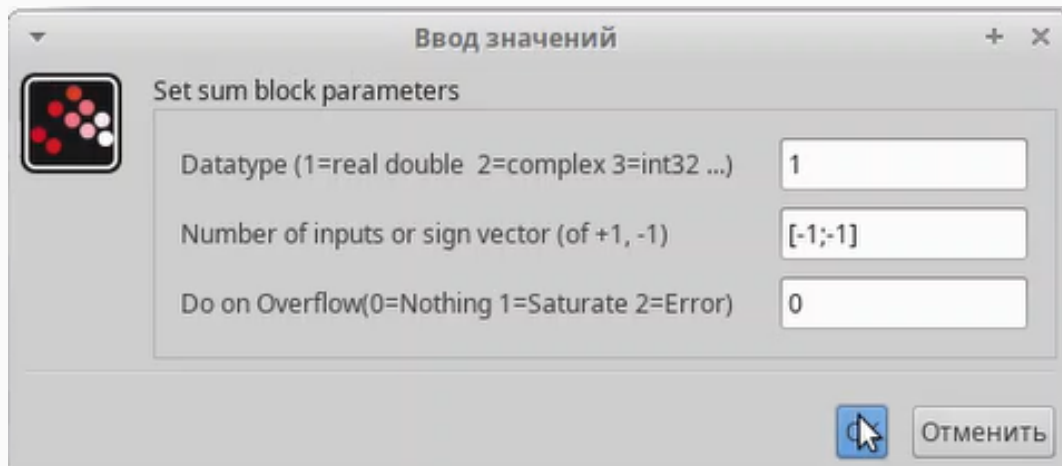 Ввод значений
Set sum block parameters
Datatype (1=real double 2=complex 3=int32 ...) 1
Number of inputs or sign vector (of +1, -1) [-1;-1]
Do on Overflow(0=Nothing 1=Saturate 2=Error) 0
Отменить